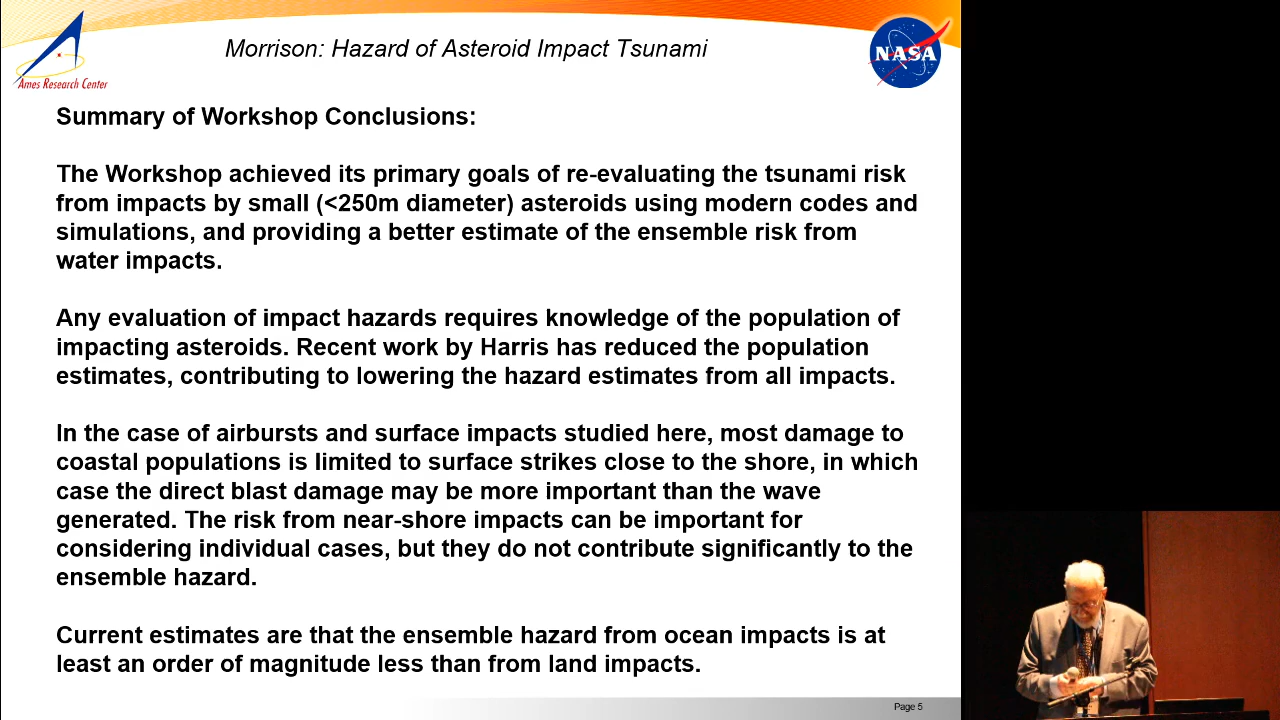 Morrison: Hazard of Asteroid Impact Tsunami
NASA
Ames Research Center
Summary of Workshop Conclusions:
The Workshop achieved its primary goals of re-evaluating the tsunami risk
from impacts by small (<250m diameter) asteroids using modern codes and
simulations, and providing a better estimate of the ensemble risk from
water impacts.
Any evaluation of impact hazards requires knowledge of the population of
impacting asteroids. Recent work by Harris has reduced the population
estimates, contributing to lowering the hazard estimates from all impacts.
In the case of airbursts and surface impacts studied here, most damage to
coastal populations is limited to surface strikes close to the shore, in which
case the direct blast damage may be more important than the wave
generated. The risk from near-shore impacts can be important for
considering individual cases, but they do not contribute significantly to the
ensemble hazard.
Current estimates are that the ensemble hazard from ocean impacts is at
least an order of magnitude less than from land impacts.
Page 5